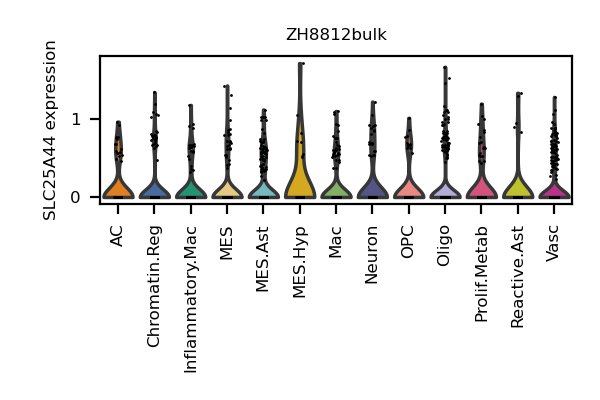 ZH8812bulk
SLC25A44 expression
1
0
AC
Chromatin.Reg
Inflammatory.Mac
MES
MES.Ast
MES.Hyp
Mac
Neuron
OPC
Oligo
Prolif.Metab
Reactive.Ast
Vasc